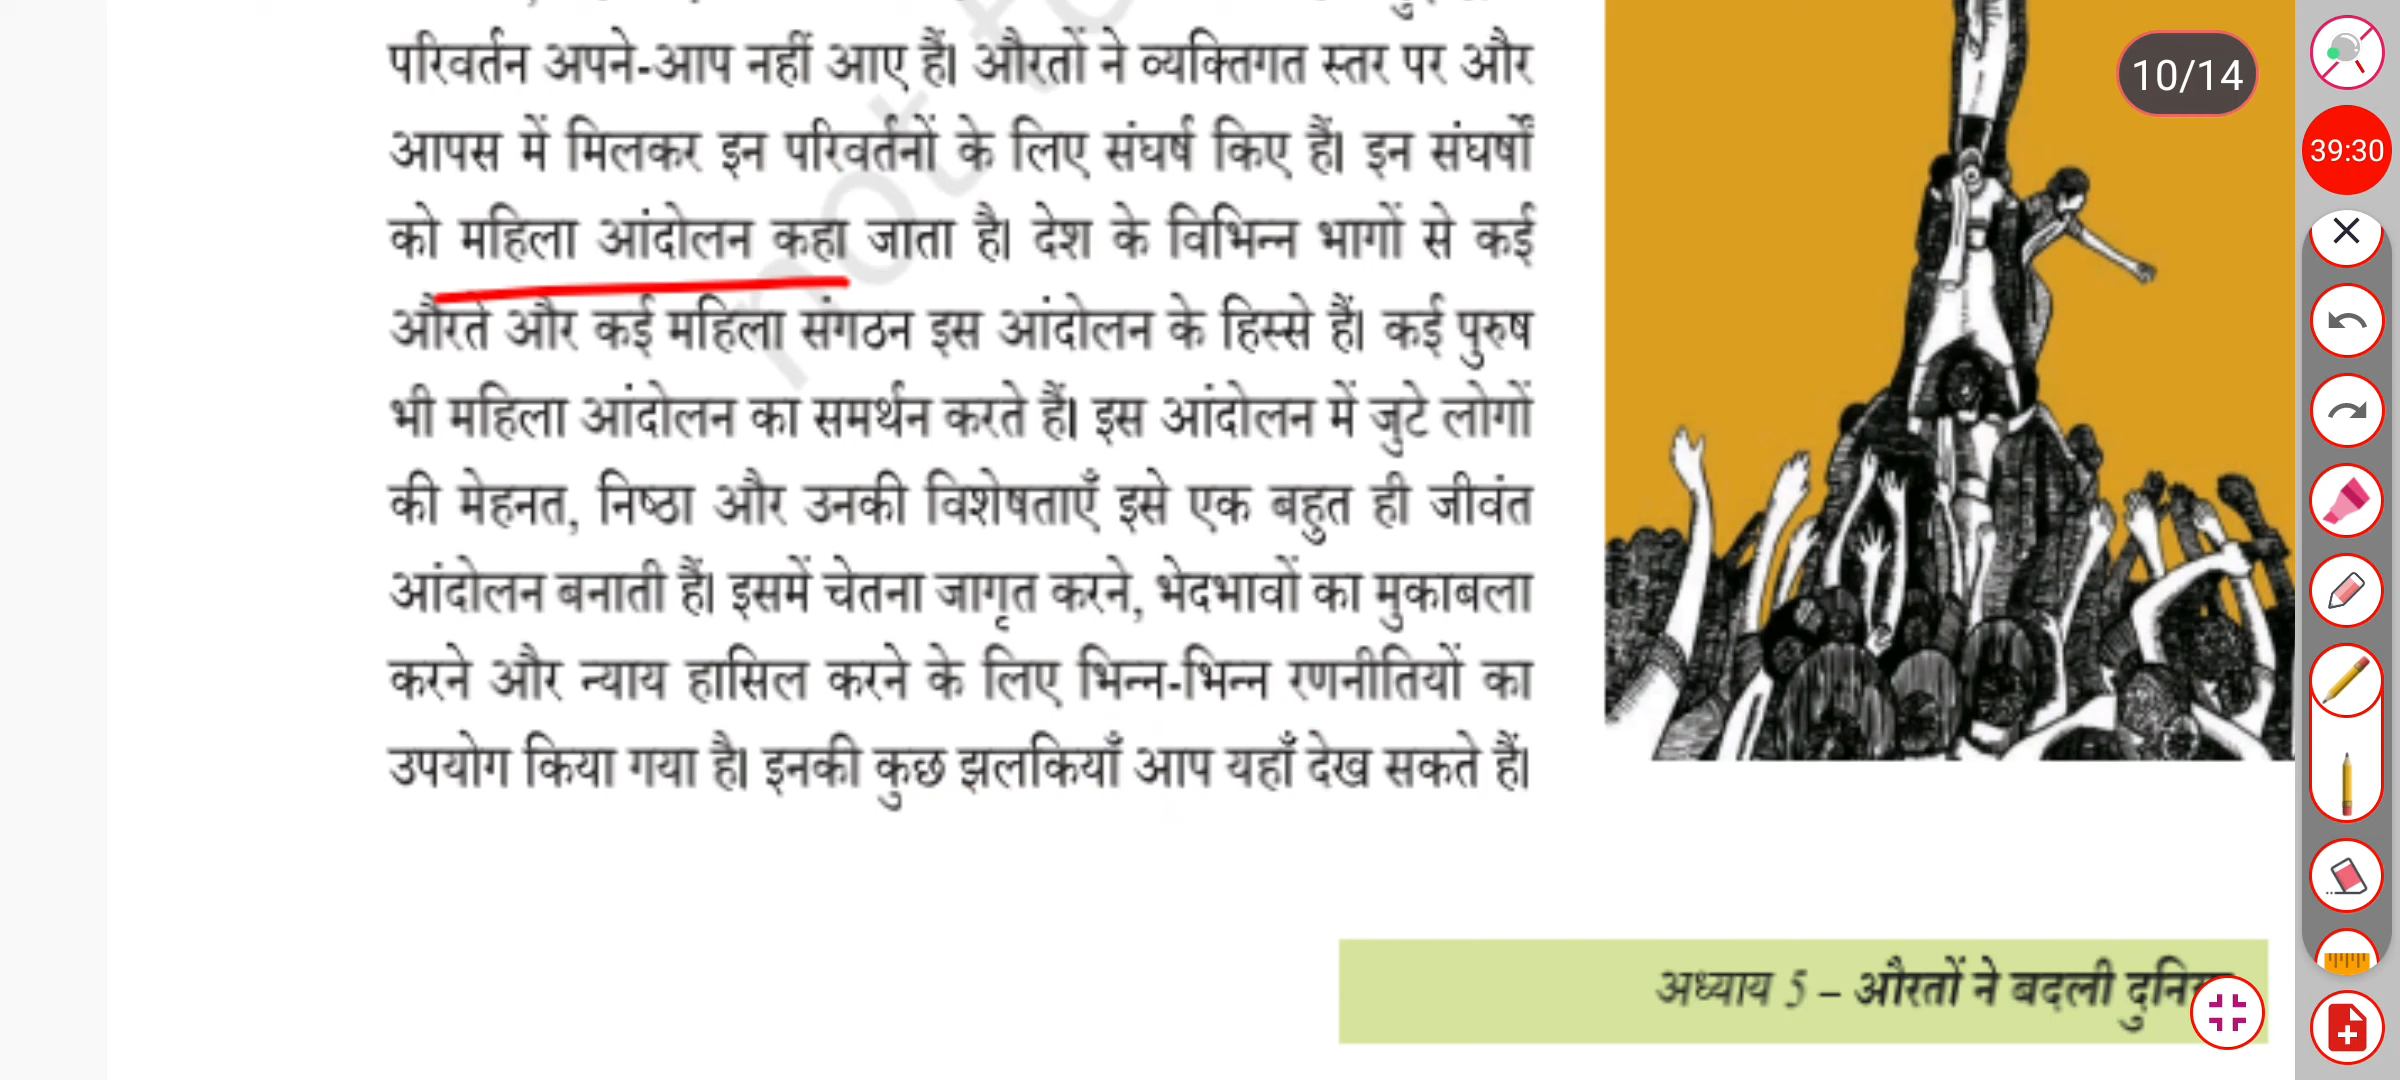 परिवर्तन अपने-आप नहीं आए हैं। औरतों ने व्यक्तिगत स्तर पर और
आपस में मिलकर इन परिवर्तनों के लिए संघर्ष किए हैं। इन संघर्षों
को महिला आंदोलन कहा जाता है। देश के विभिन्न भागों से कई
औरतें और कई महिला संगठन इस आंदोलन के हिस्से हैं। कई पुरुष
भी महिला आंदोलन का समर्थन करते हैं। इस आंदोलन में जुटे लोगों
की मेहनत, निष्ठा और उनकी विशेषताएँ इसे एक बहुत ही जीवंत
आंदोलन बनाती हैं। इसमें चेतना जागृत करने, भेदभावों का मुकाबला
करने और न्याय हासिल करने के लिए भिन्न-भिन्न रणनीतियों का
उपयोग किया गया है। इनकी कुछ झलकियाँ आप यहाँ देख सकते हैं।
10/14
39:30
not to
अध्याय 5 – औरतों ने बदली